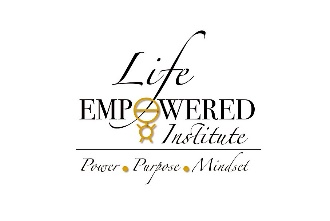 Life
EMPOWERED
Institute
Power • Purpose • Mindset